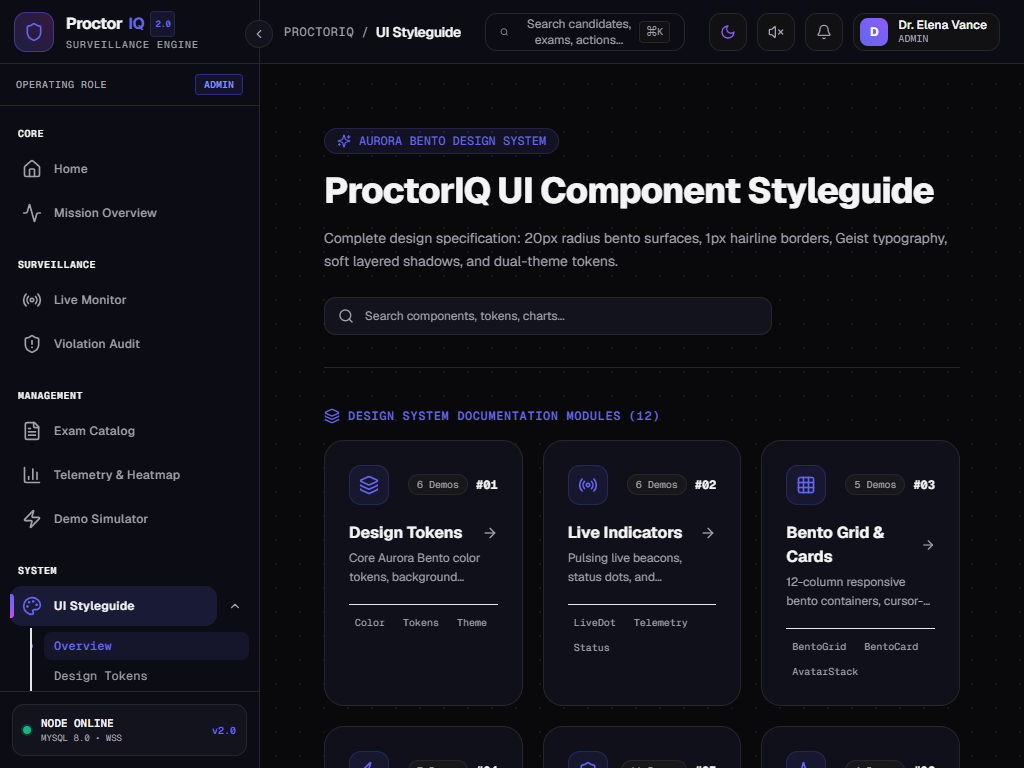 Proctor IQ 2.0
SURVEILLANCE ENGINE
PROCTORIQ / UI Styleguide
Search candidates, exams, actions... ⌘K
D
Dr. Elena Vance
ADMIN
OPERATING ROLE ADMIN
CORE
Home
Mission Overview
SURVEILLANCE
Live Monitor
Violation Audit
MANAGEMENT
Exam Catalog
Telemetry & Heatmap
Demo Simulator
SYSTEM
UI Styleguide
Overview
Design Tokens
NODE ONLINE
MYSQL 8.0 • WSS
v2.0
AURORA BENTO DESIGN SYSTEM
ProctorIQ UI Component Styleguide
Complete design specification: 20px radius bento surfaces, 1px hairline borders, Geist typography,
soft layered shadows, and dual-theme tokens.
Search components, tokens, charts...
DESIGN SYSTEM DOCUMENTATION MODULES (12)
6 Demos #01
Design Tokens
Core Aurora Bento color
tokens, background...
Color Tokens Theme
6 Demos #02
Live Indicators
Pulsing live beacons,
status dots, and...
LiveDot Telemetry
Status
5 Demos #03
Bento Grid &
Cards
12-column responsive
bento containers, cursor-...
BentoGrid BentoCard
AvatarStack